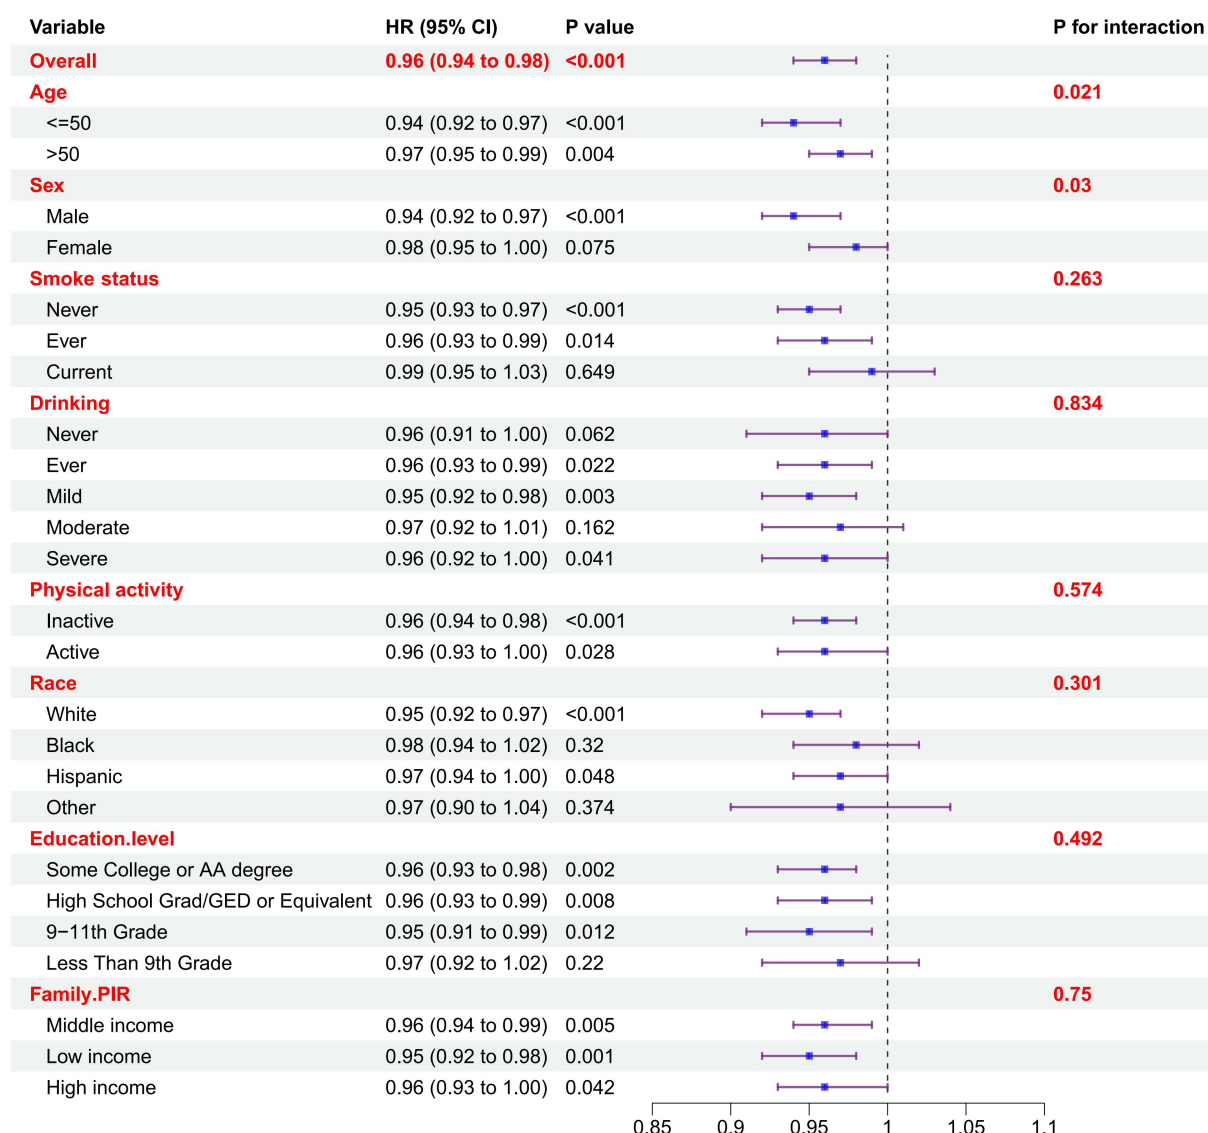 Variable HR (95% CI) P value P for interaction
Overall 0.96 (0.94 to 0.98) <0.001
Age 0.021
<=50 0.94 (0.92 to 0.97) <0.001
>50 0.97 (0.95 to 0.99) 0.004
Sex 0.03
Male 0.94 (0.92 to 0.97) <0.001
Female 0.98 (0.95 to 1.00) 0.075
Smoke status 0.263
Never 0.95 (0.93 to 0.97) <0.001
Ever 0.96 (0.93 to 0.99) 0.014
Current 0.99 (0.95 to 1.03) 0.649
Drinking 0.834
Never 0.96 (0.91 to 1.00) 0.062
Ever 0.96 (0.93 to 0.99) 0.022
Mild 0.95 (0.92 to 0.98) 0.003
Moderate 0.97 (0.92 to 1.01) 0.162
Severe 0.96 (0.92 to 1.00) 0.041
Physical activity 0.574
Inactive 0.96 (0.94 to 0.98) <0.001
Active 0.96 (0.93 to 1.00) 0.028
Race 0.301
White 0.95 (0.92 to 0.97) <0.001
Black 0.98 (0.94 to 1.02) 0.32
Hispanic 0.97 (0.94 to 1.00) 0.048
Other 0.97 (0.90 to 1.04) 0.374
Education.level 0.492
Some College or AA degree 0.96 (0.93 to 0.98) 0.002
High School Grad/GED or Equivalent 0.96 (0.93 to 0.99) 0.008
9−11th Grade 0.95 (0.91 to 0.99) 0.012
Less Than 9th Grade 0.97 (0.92 to 1.02) 0.22
Family.PIR 0.75
Middle income 0.96 (0.94 to 0.99) 0.005
Low income 0.95 (0.92 to 0.98) 0.001
High income 0.96 (0.93 to 1.00) 0.042
0.85 0.9 0.95 1 1.05 1.1